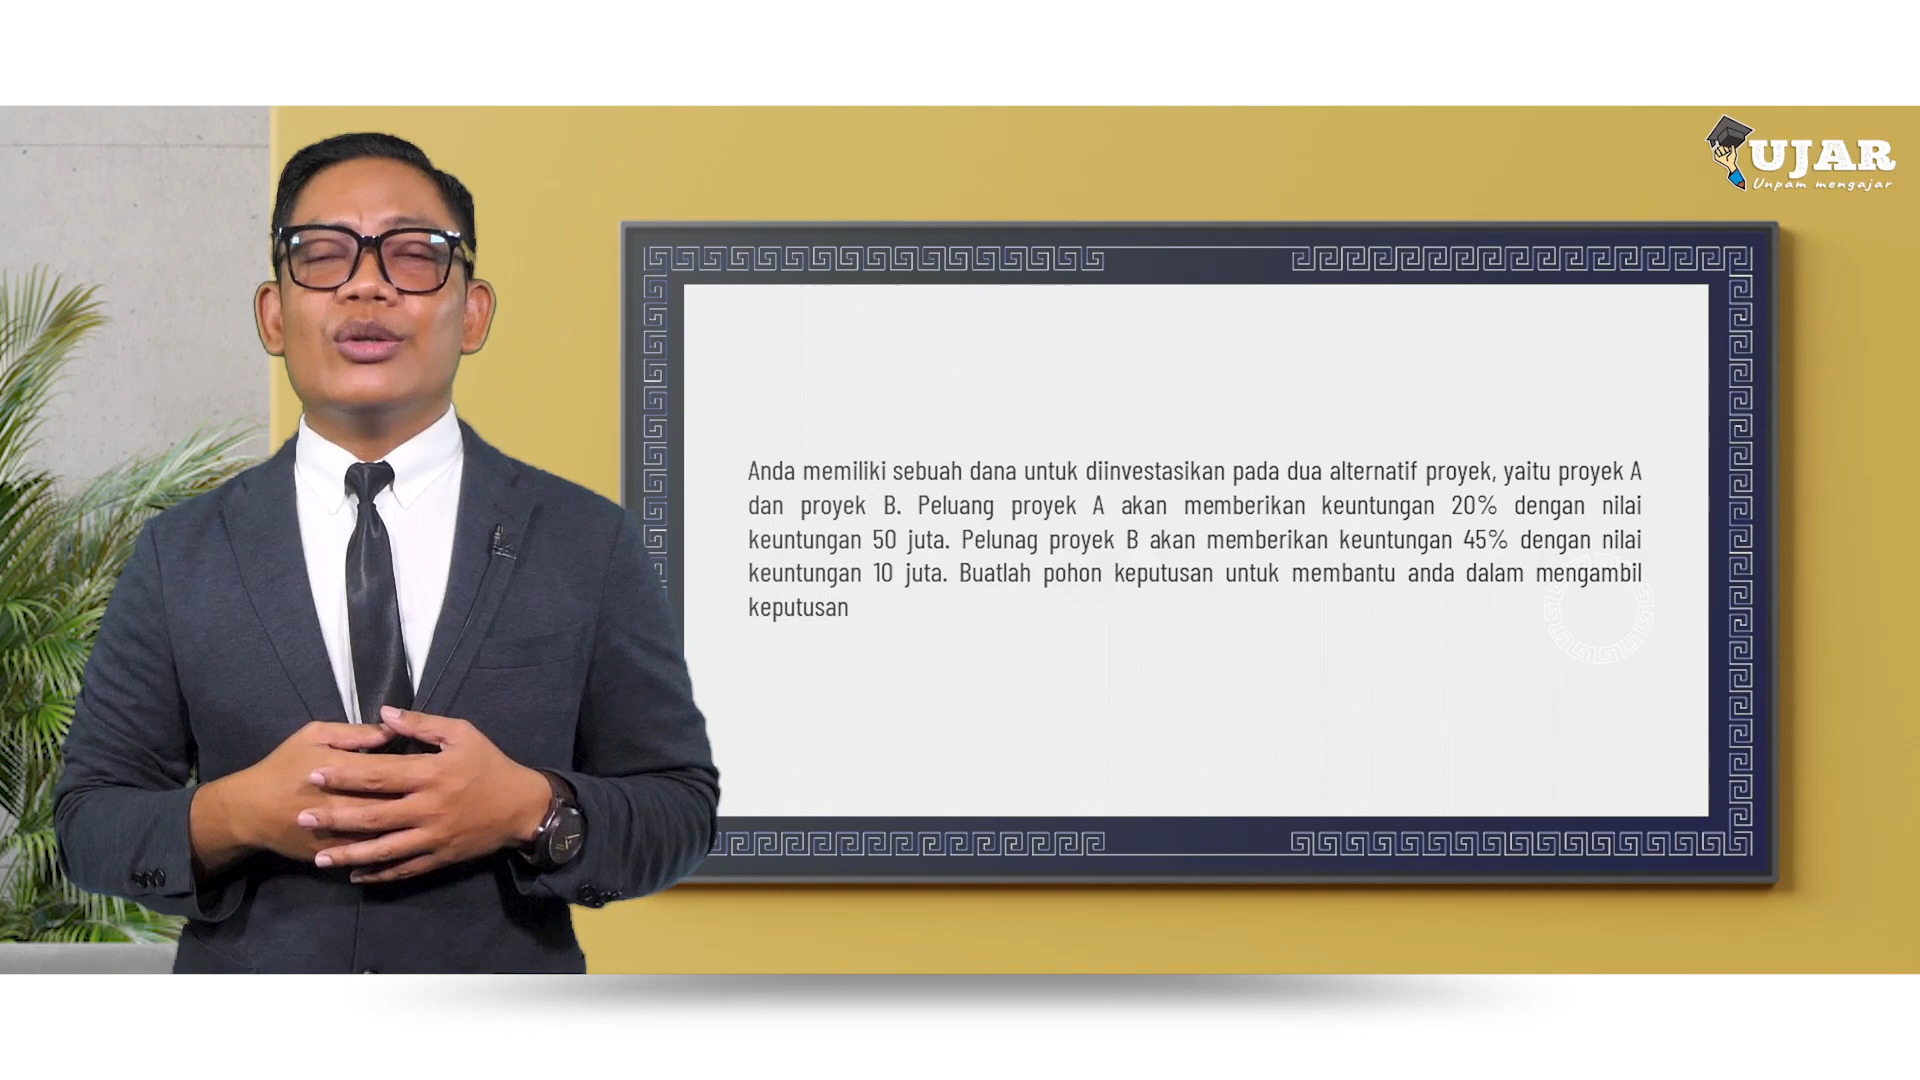 UJAR
Unpam mengajar
Anda memiliki sebuah dana untuk diinvestasikan pada dua alternatif proyek, yaitu proyek A
dan proyek B. Peluang proyek A akan memberikan keuntungan 20% dengan nilai
keuntungan 50 juta. Pelunag proyek B akan memberikan keuntungan 45% dengan nilai
keuntungan 10 juta. Buatlah pohon keputusan untuk membantu anda dalam mengambil
keputusan